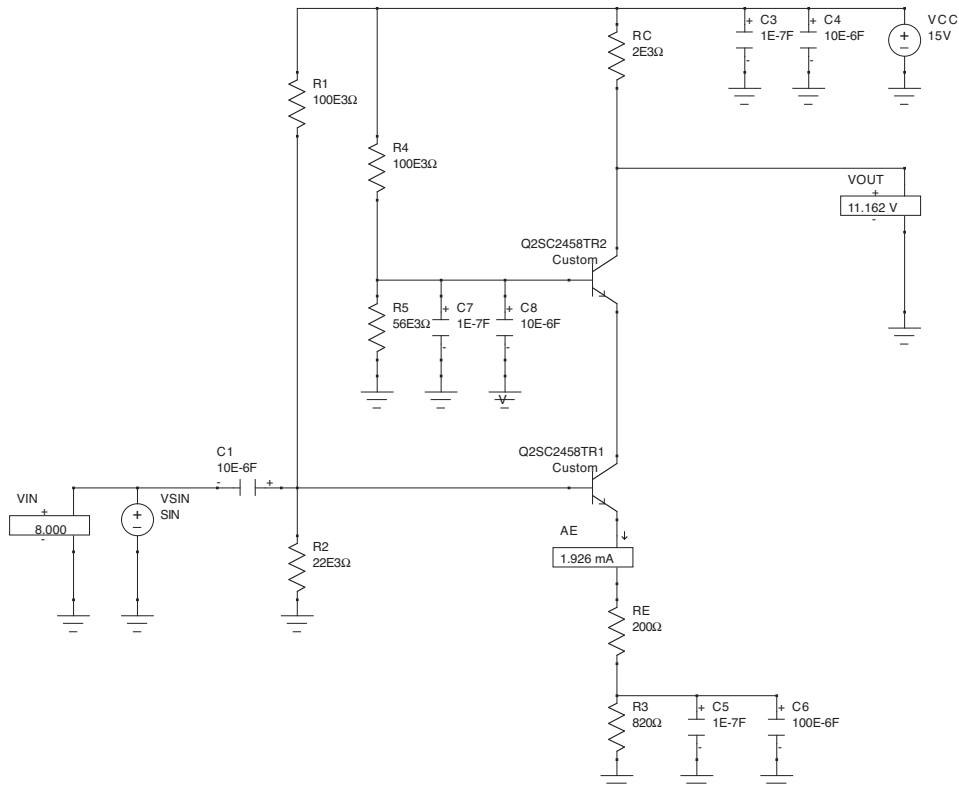 C3
1E-7F
C4
10E-6F
VCC
15V
RC
2E3Ω
R1
100E3Ω
R4
100E3Ω
VOUT
11.162 V
Q2SC2458TR2
Custom
R5
56E3Ω
C7
1E-7F
C8
10E-6F
V
C1
10E-6F
Q2SC2458TR1
Custom
VIN
8.000
VSIN
SIN
R2
22E3Ω
AE
1.926 mA
RE
200Ω
R3
820Ω
C5
1E-7F
C6
100E-6F